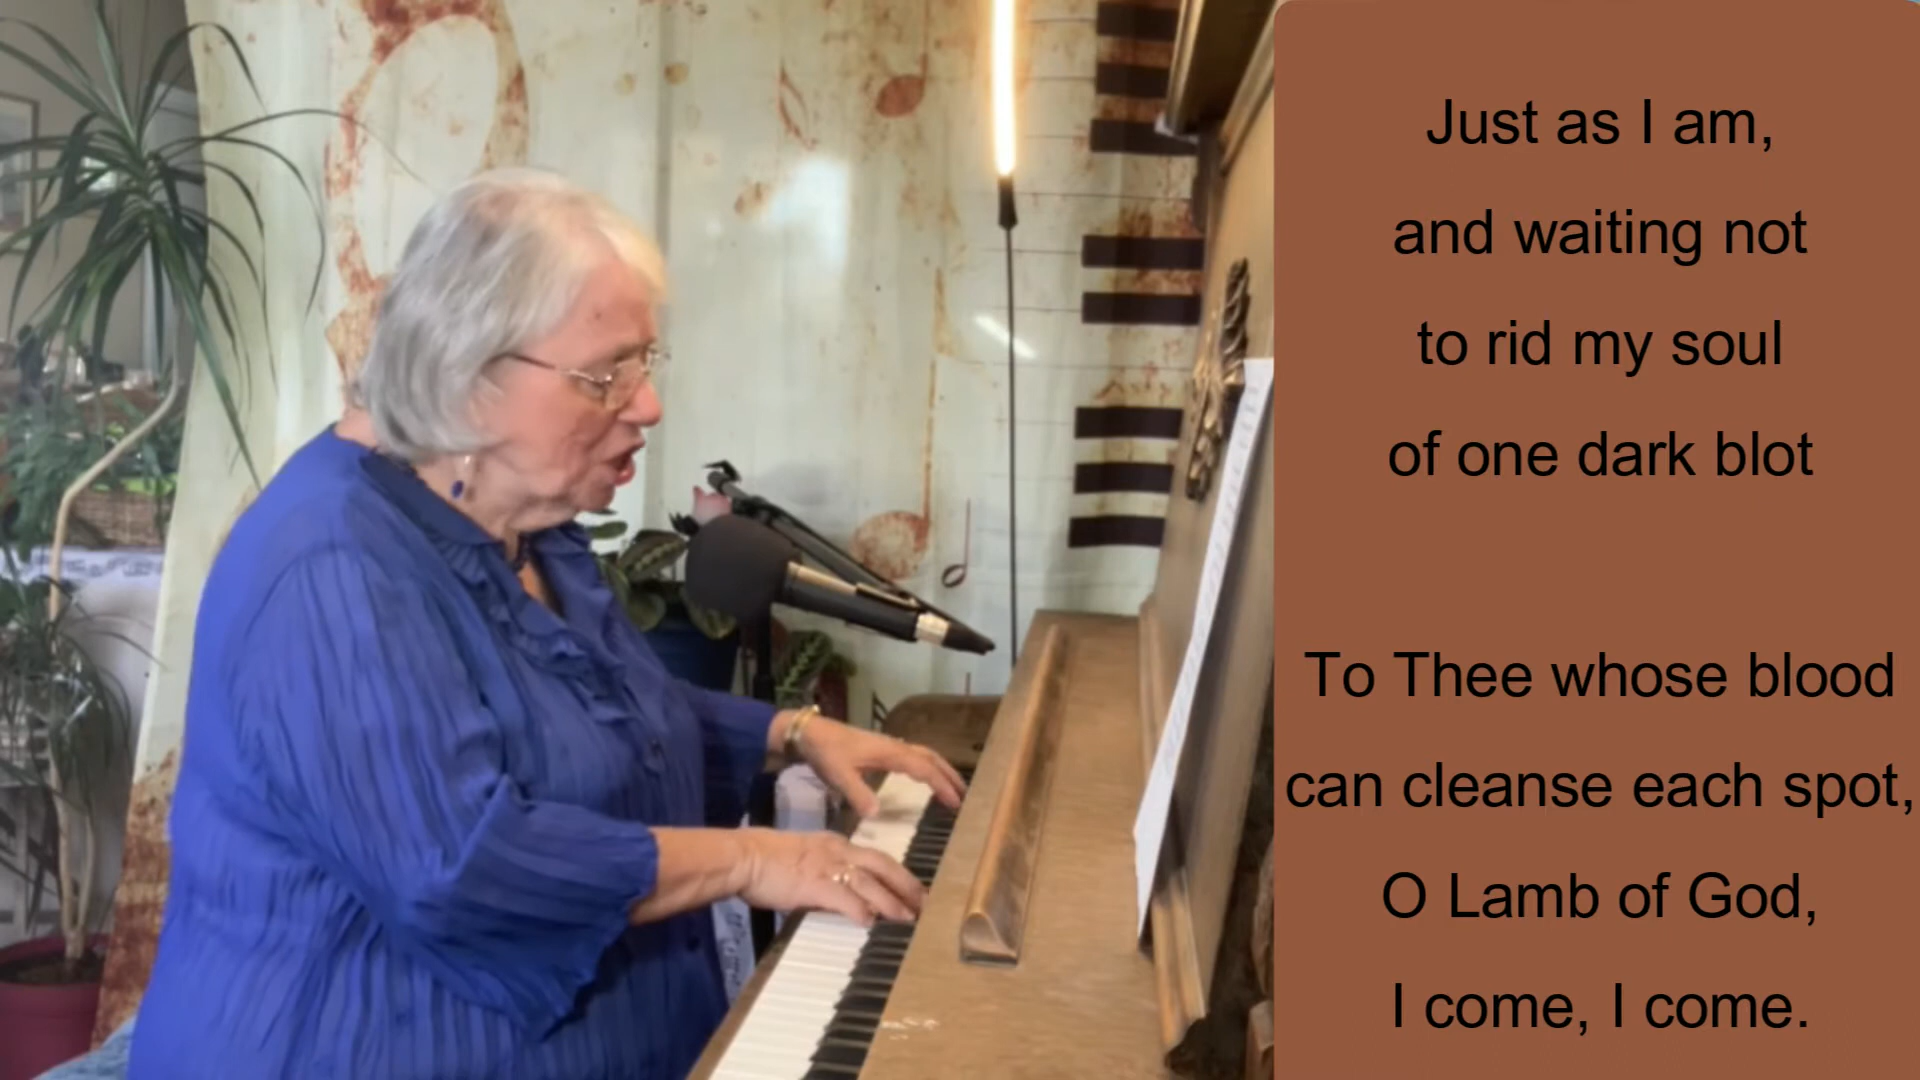 Just as I am,
and waiting not
to rid my soul
of one dark blot
To Thee whose blood
can cleanse each spot,
O Lamb of God,
I come, I come.